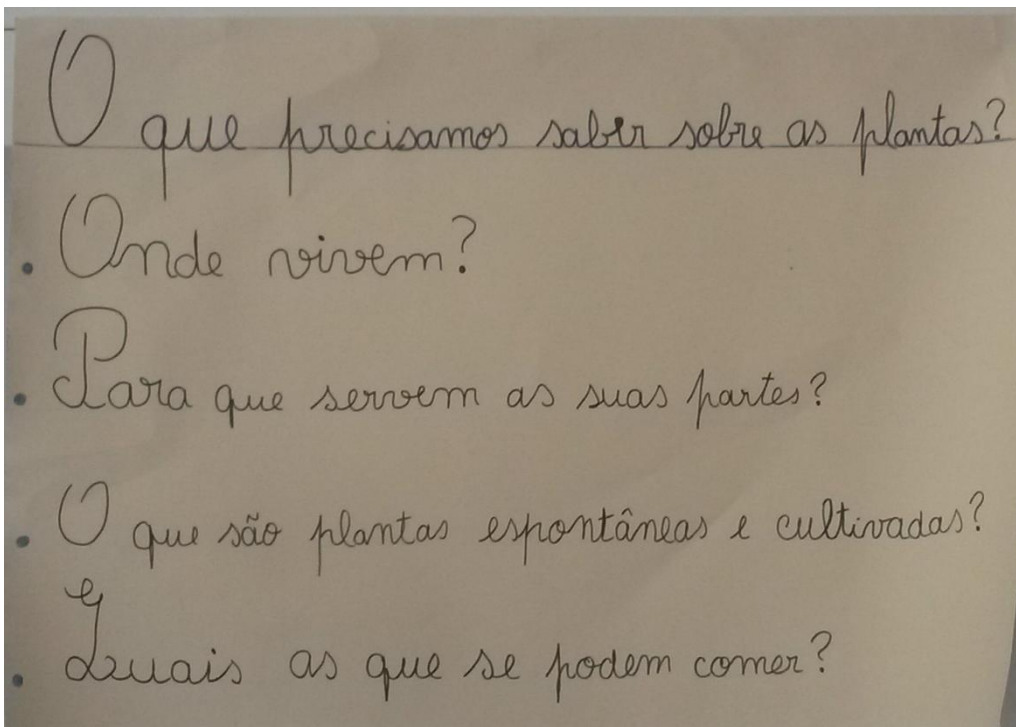 O que precisamos saber sobre as plantas?
. Onde vivem?
. Para que servem as suas partes?
. O que são plantas espontâneas e cultivadas?
. Quais as que se podem comer?